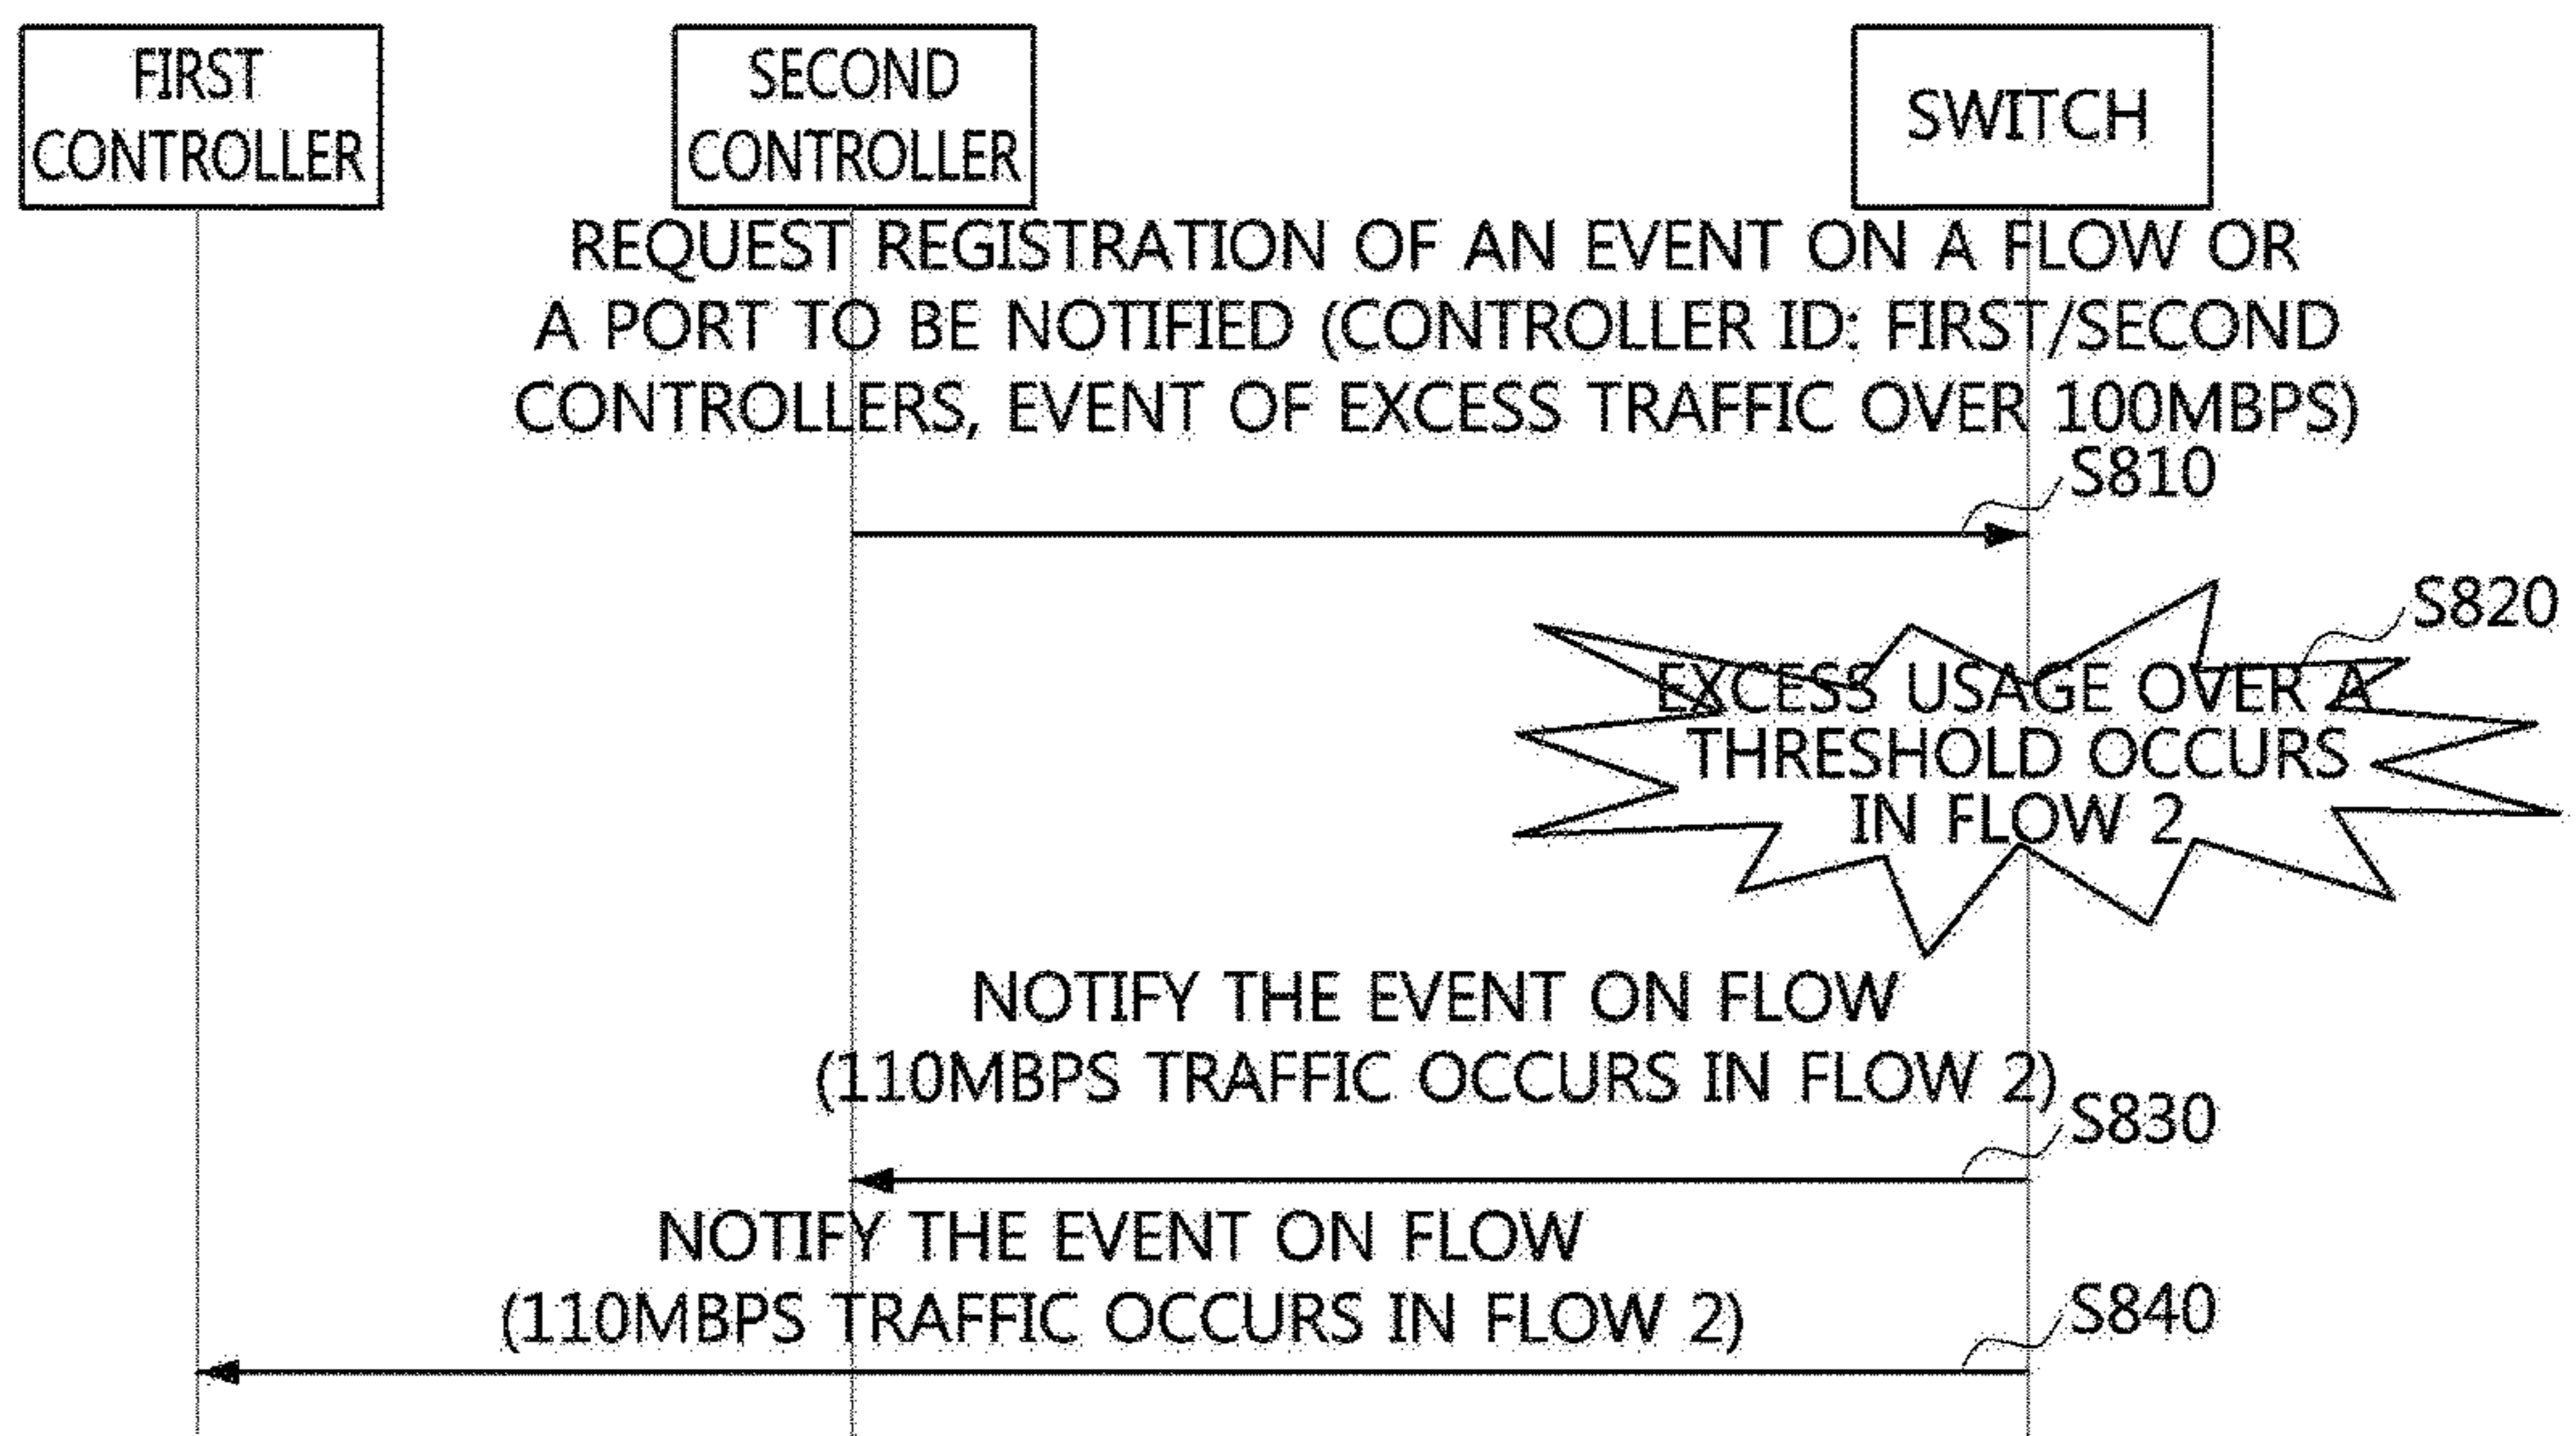 FIRST
CONTROLLER
SECOND
CONTROLLER
SWITCH
REQUEST REGISTRATION OF AN EVENT ON A FLOW OR
A PORT TO BE NOTIFIED (CONTROLLER ID: FIRST/SECOND
CONTROLLERS, EVENT OF EXCESS TRAFFIC OVER 100MBPS)
S810
S820
EXCESS USAGE OVER A
THRESHOLD OCCURS
IN FLOW 2
NOTIFY THE EVENT ON FLOW
(110MBPS TRAFFIC OCCURS IN FLOW 2)
S830
NOTIFY THE EVENT ON FLOW
(110MBPS TRAFFIC OCCURS IN FLOW 2)
S840